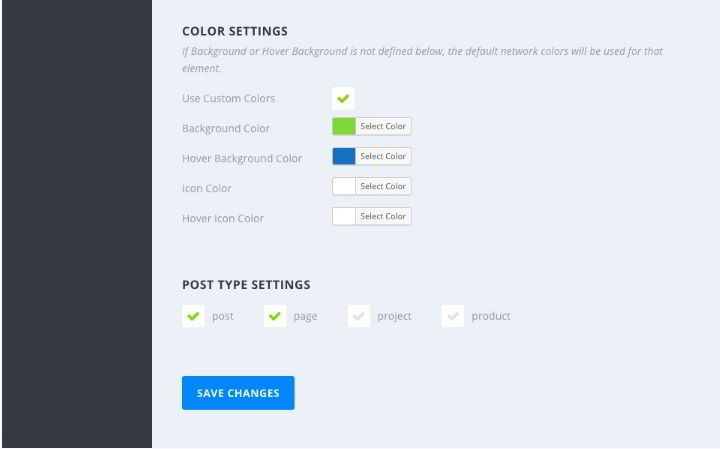 COLOR SETTINGS
If Background or Hover Background is not defined below, the default network colors will be used for that
element.
Use Custom Colors
Background Color Select Color
Hover Background Color Select Color
Icon Color Select Color
Hover Icon Color Select Color
POST TYPE SETTINGS
post page project product
SAVE CHANGES